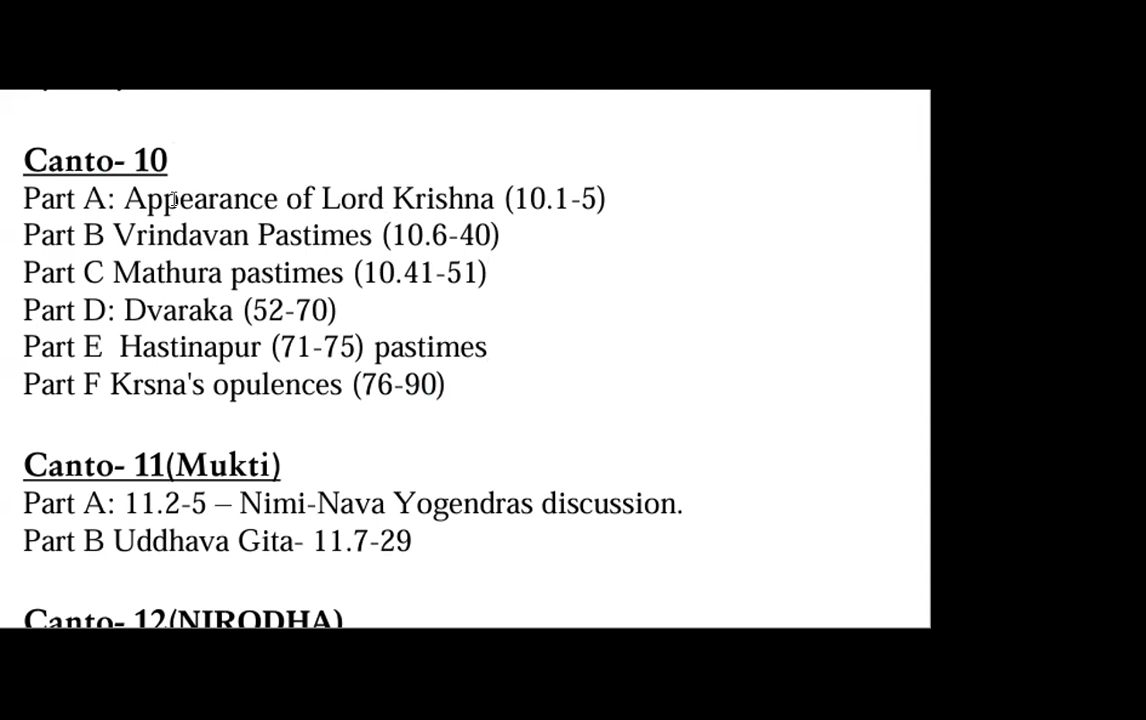 Canto- 10
Part A: Appearance of Lord Krishna (10.1-5)
Part B Vrindavan Pastimes (10.6-40)
Part C Mathura pastimes (10.41-51)
Part D: Dvaraka (52-70)
Part E  Hastinapur (71-75) pastimes
Part F Krsna's opulences (76-90)
Canto- 11(Mukti)
Part A: 11.2-5 – Nimi-Nava Yogendras discussion.
Part B Uddhava Gita- 11.7-29
Canto- 12(NIRODHA)